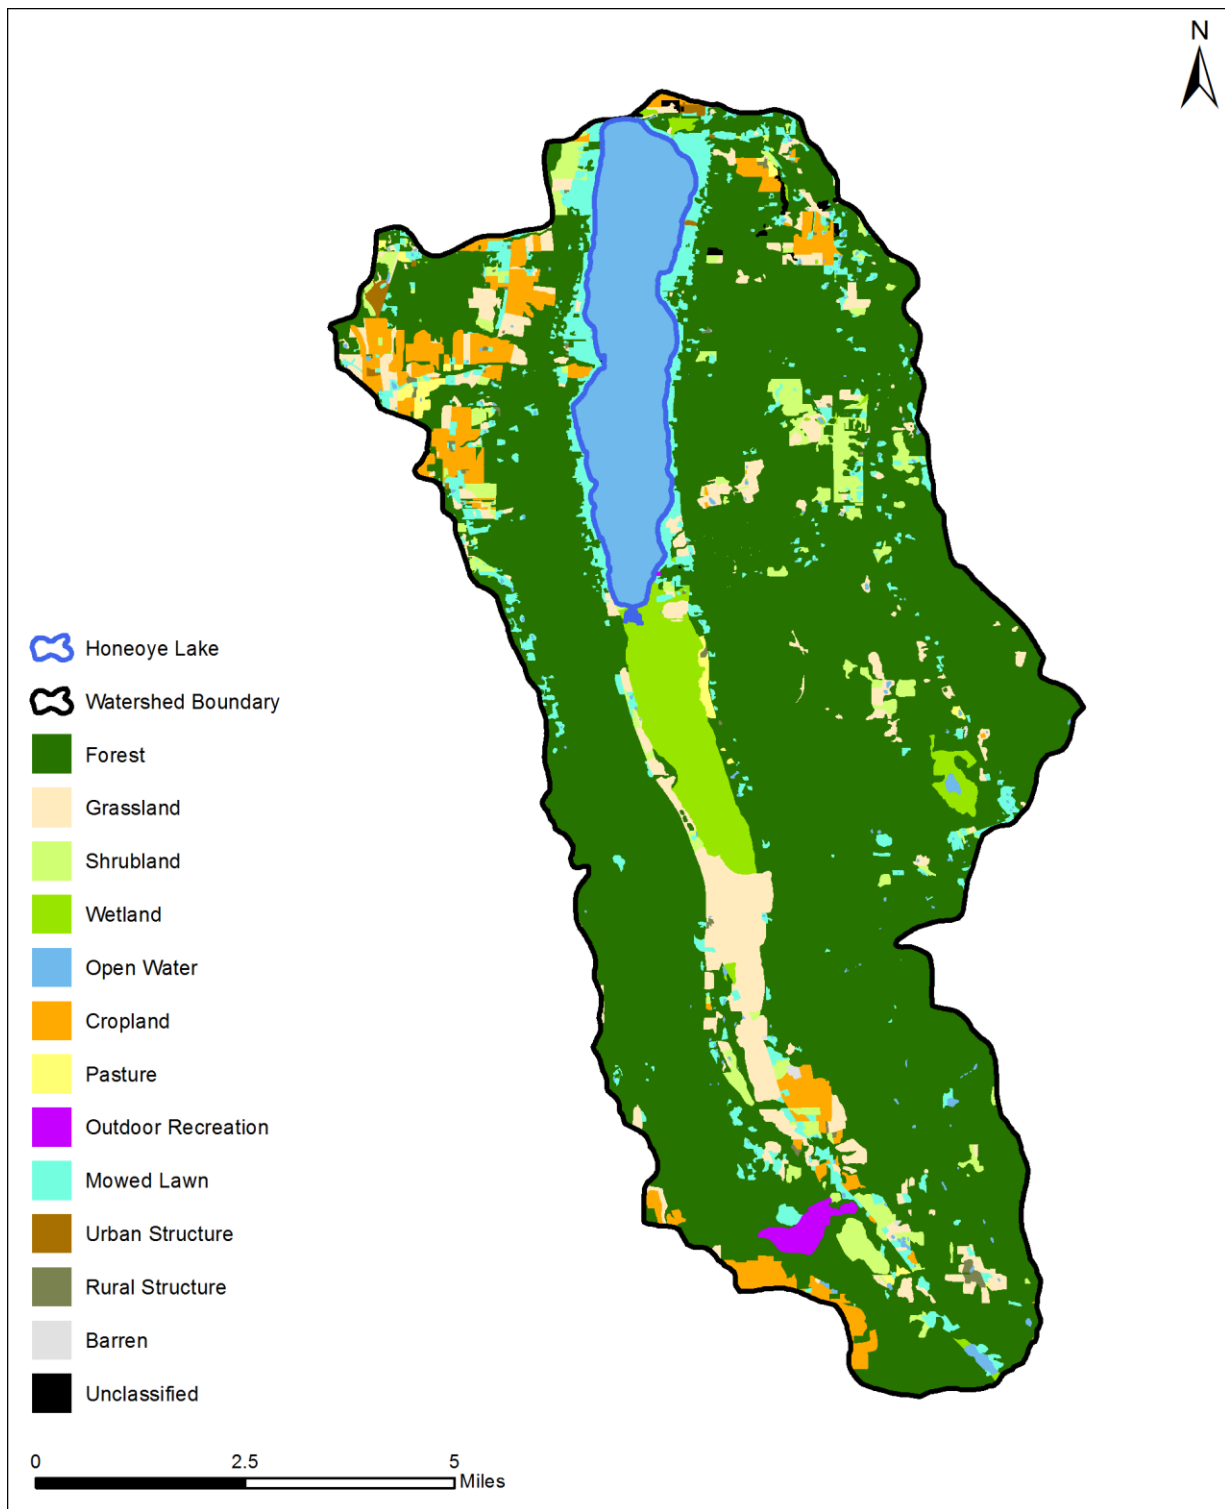 N
Honeoye Lake
Watershed Boundary
Forest
Grassland
Shrubland
Wetland
Open Water
Cropland
Pasture
Outdoor Recreation
Mowed Lawn
Urban Structure
Rural Structure
Barren
Unclassified
0 2.5 5
Miles